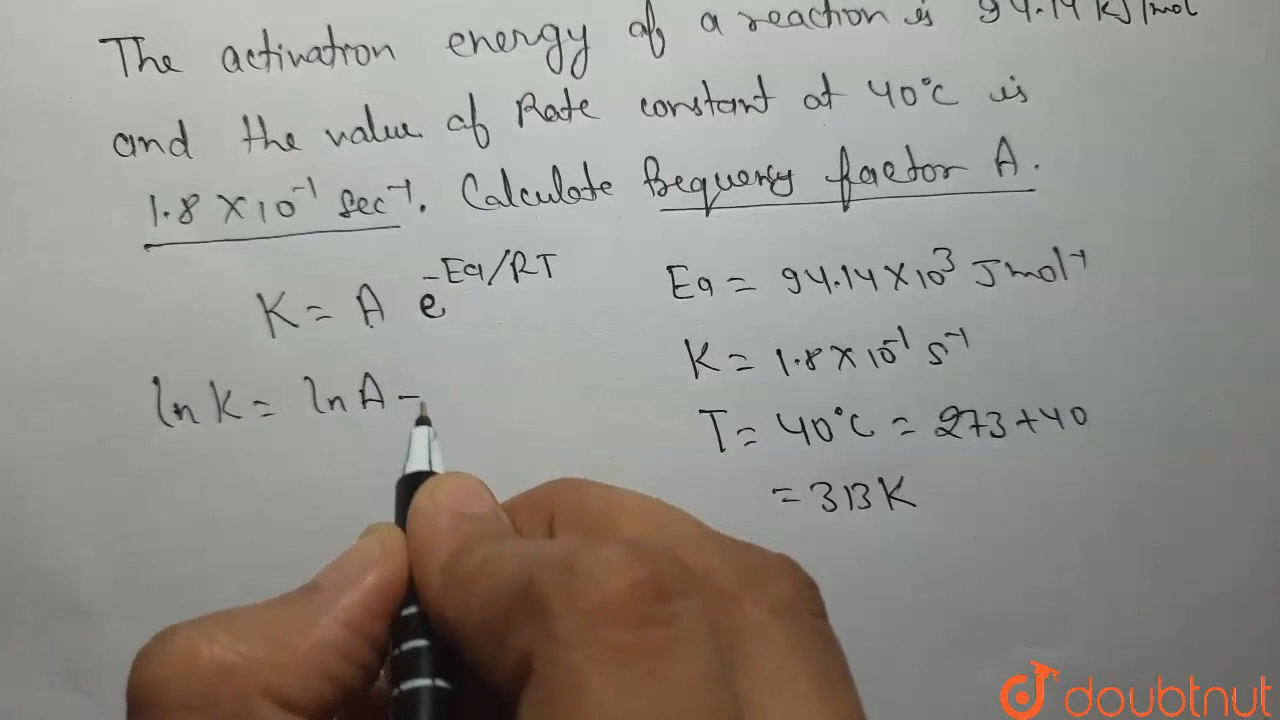 The activation energy of a reaction is 94.14 KJ/mol
and the value of Rate constant at 40°C is
1.8 × 10⁻¹ sec⁻¹. Calculate frequency factor A.
K = A e^-Ea/RT
ln K = ln A -
Ea = 94.14 × 10³ J mol⁻¹
K = 1.8 × 10⁻¹ s⁻¹
T = 40°C = 273 + 40
= 313 K
doubtnut